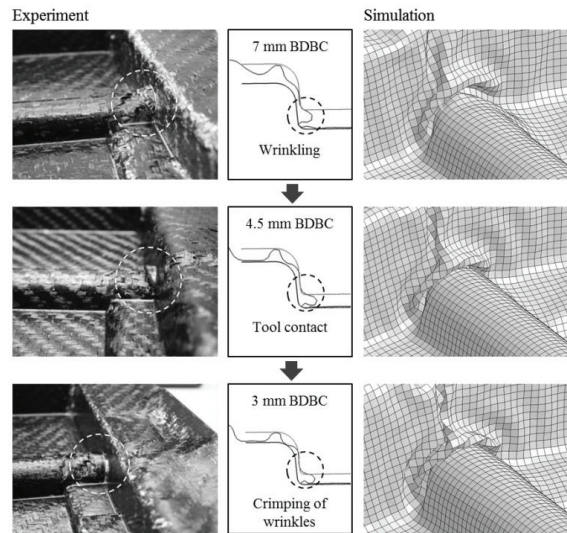 Experiment
Simulation
7 mm BDBC
Wrinkling
4.5 mm BDBC
Tool contact
3 mm BDBC
Crimping of
wrinkles